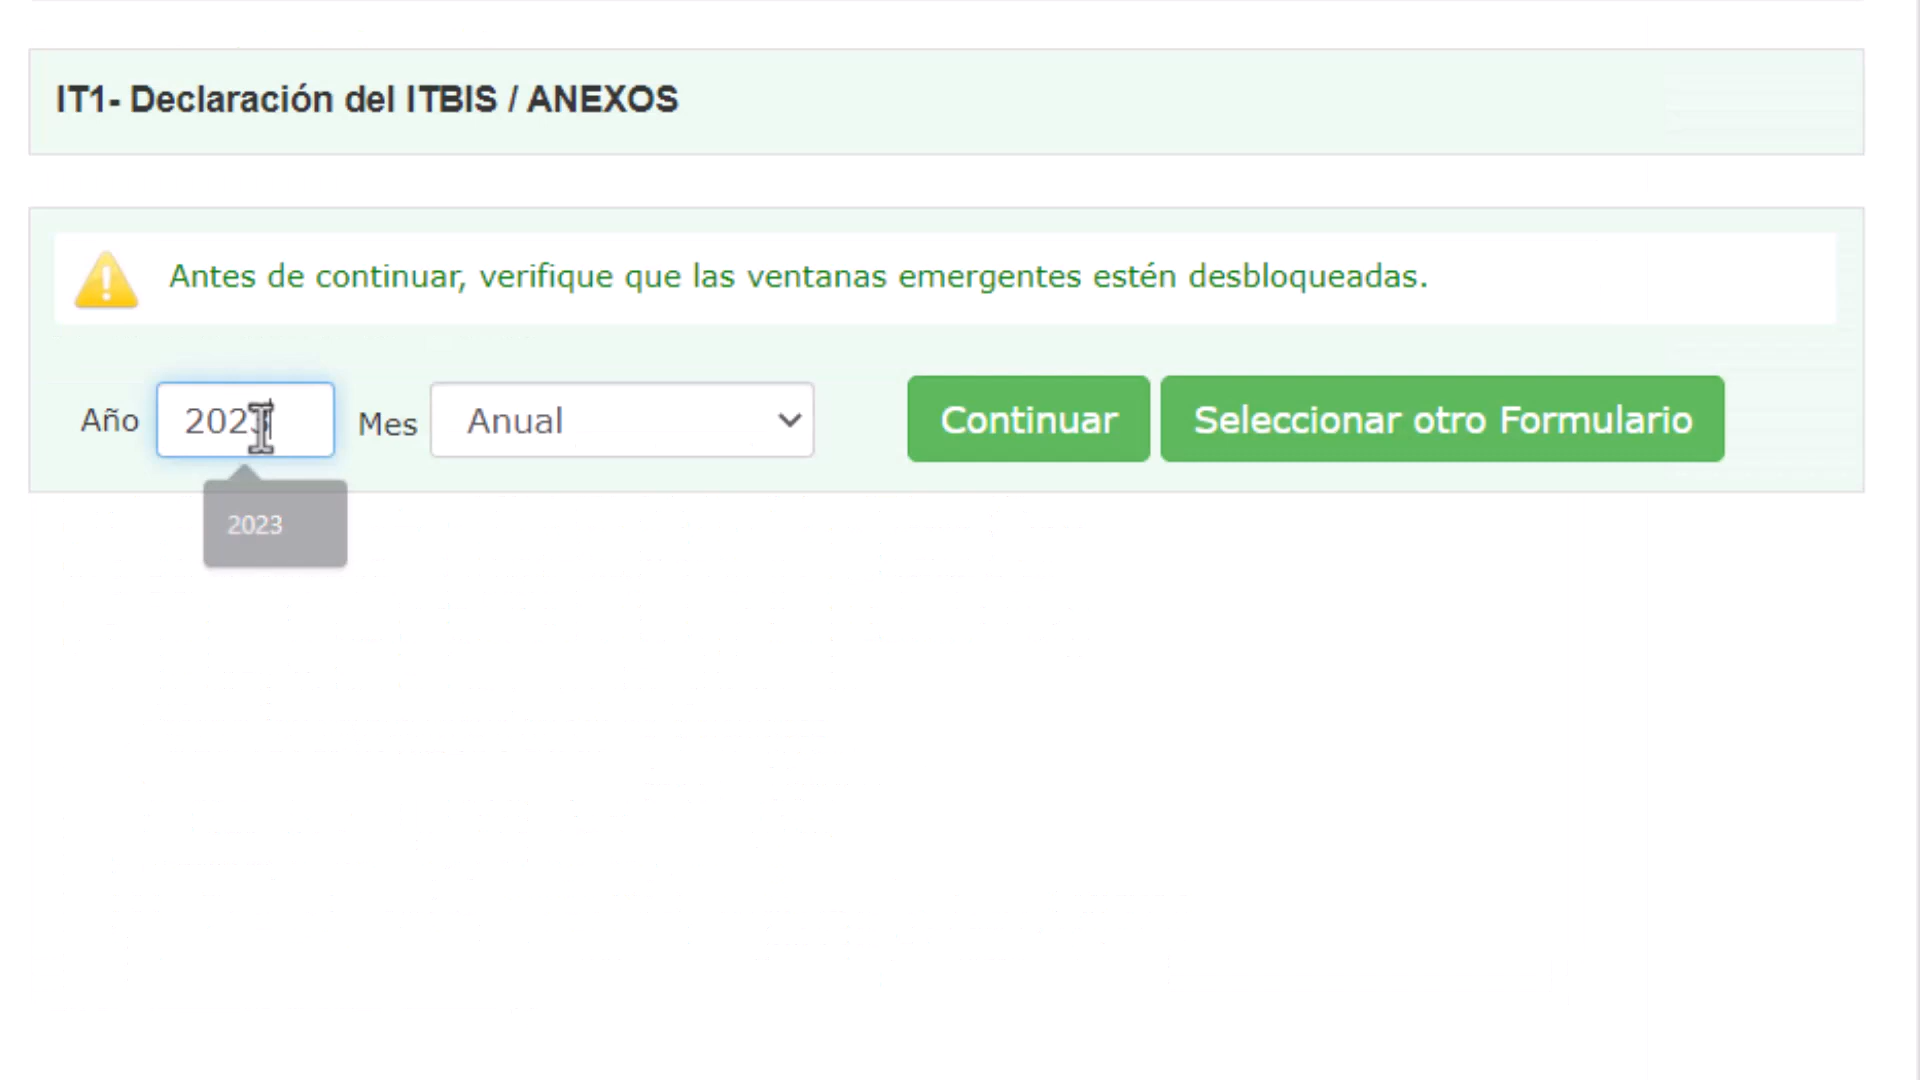 IT1- Declaración del ITBIS / ANEXOS
Antes de continuar, verifique que las ventanas emergentes estén desbloqueadas.
Año 2023 Mes Anual Continuar Seleccionar otro Formulario
2023